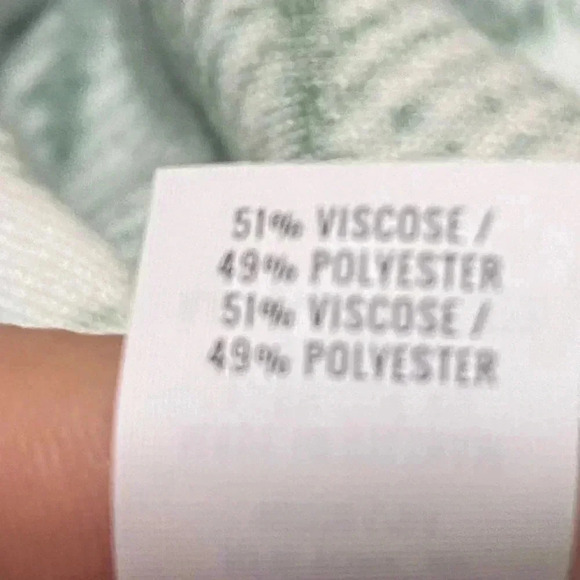 51% VISCOSE /
49% POLYESTER
51% VISCOSE /
49% POLYESTER